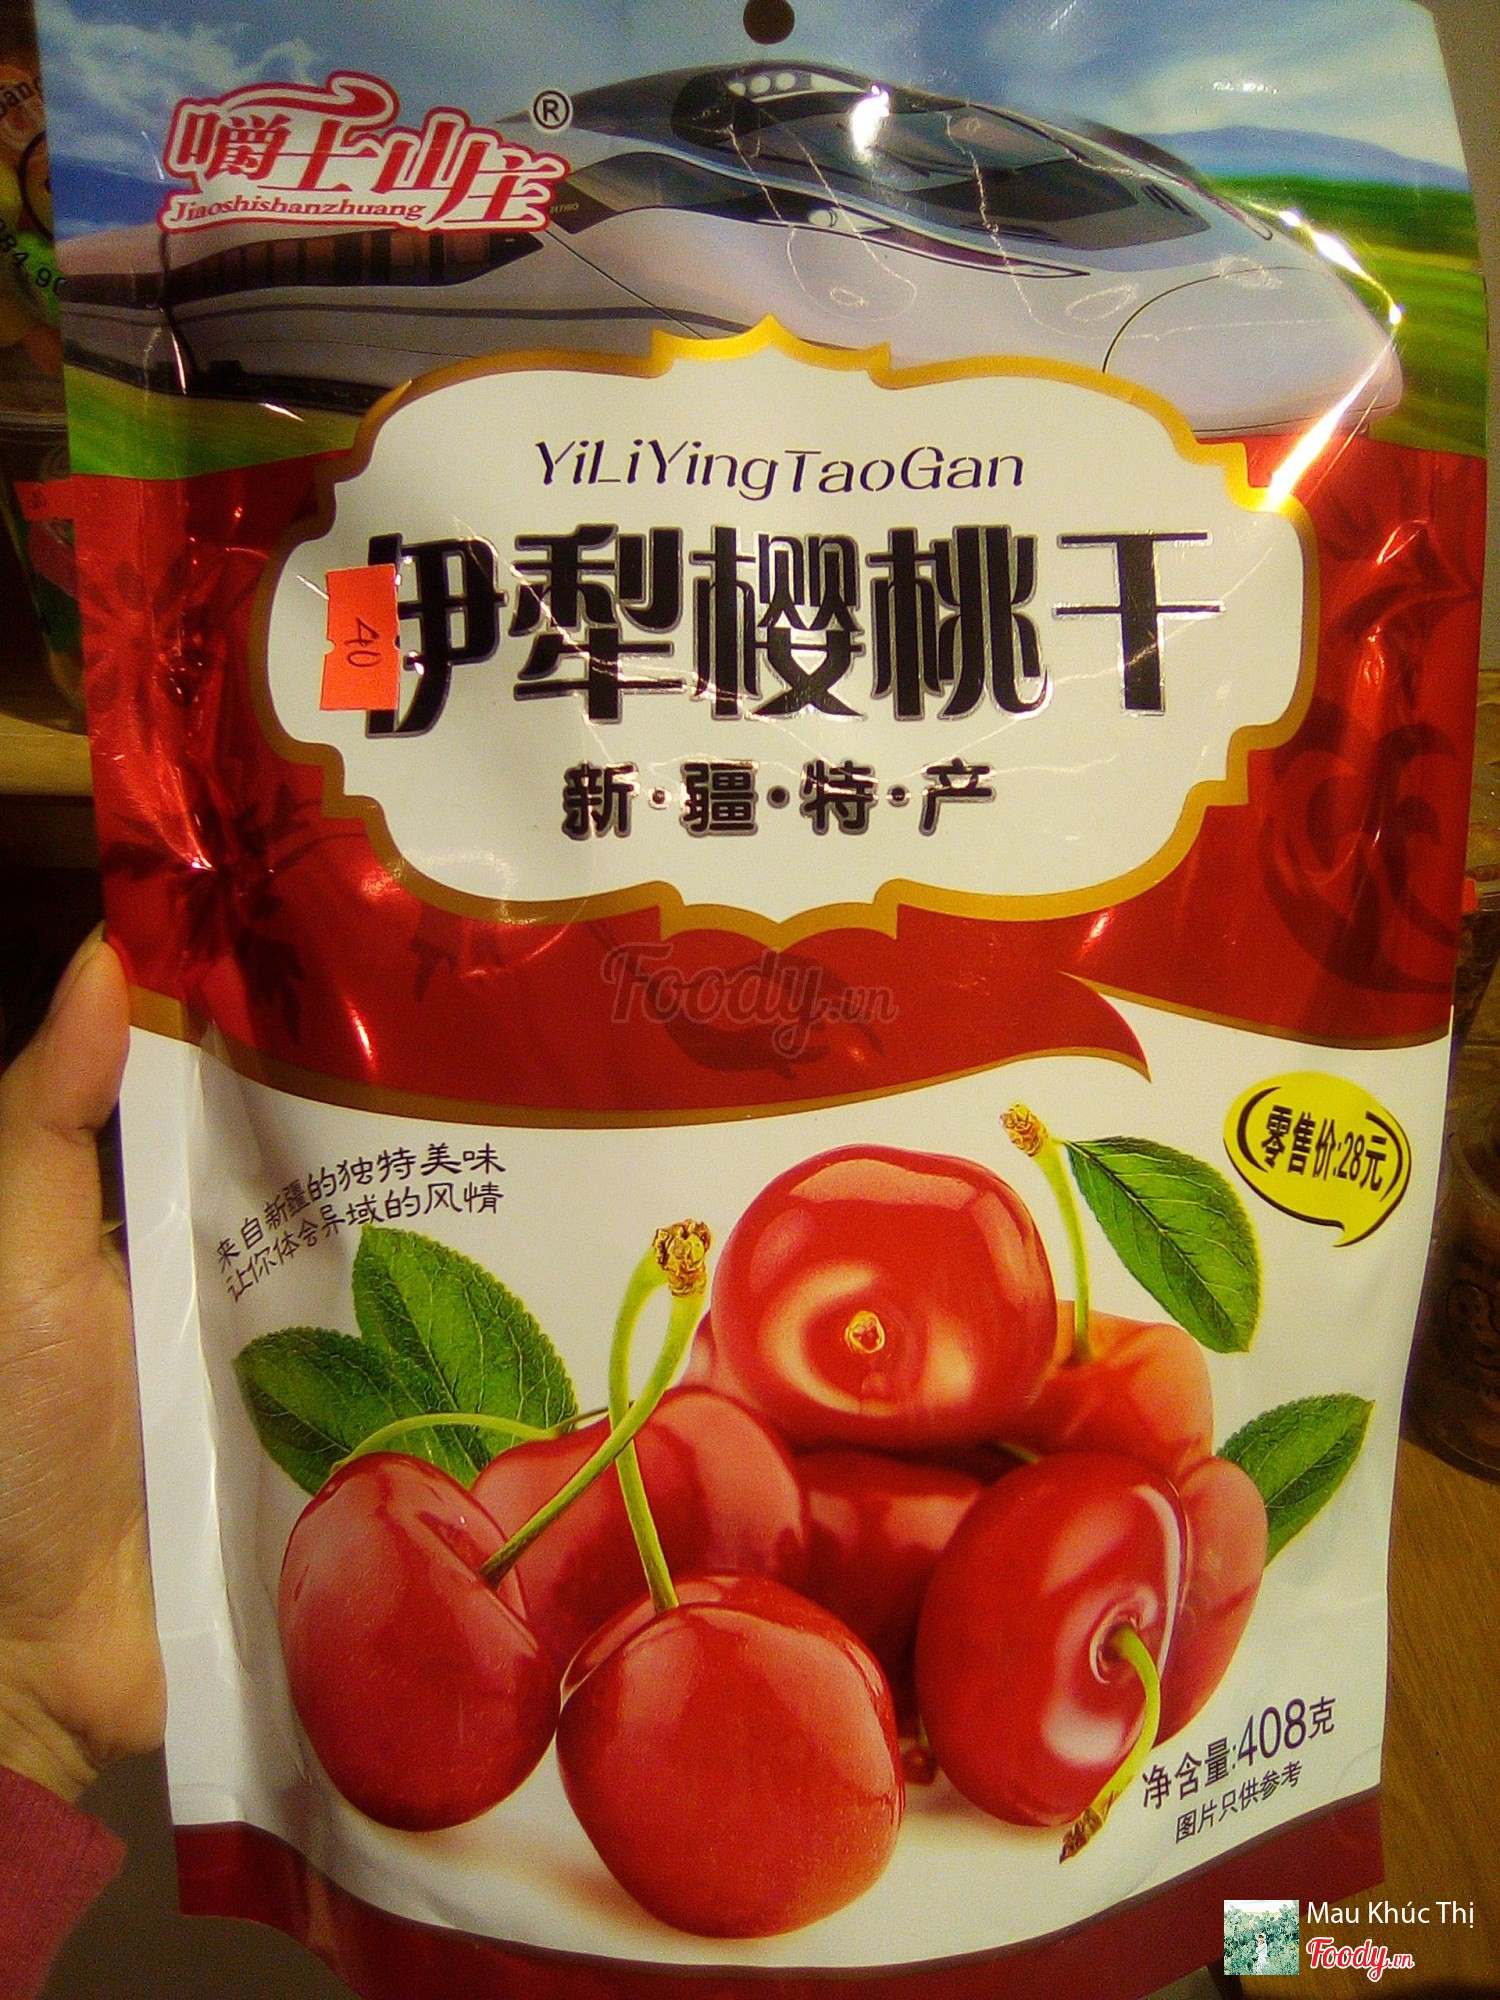 嚼士山庄®
Jiaoshishanzhuang
YiLiYingTaoGan
伊犁樱桃干
40
新·疆·特·产
Foody.vn
零售价:28元
来自新疆的独特美味
让你体会异域的风情
净含量:408克
图片只供参考
Mau Khúc Thị
Foody.vn